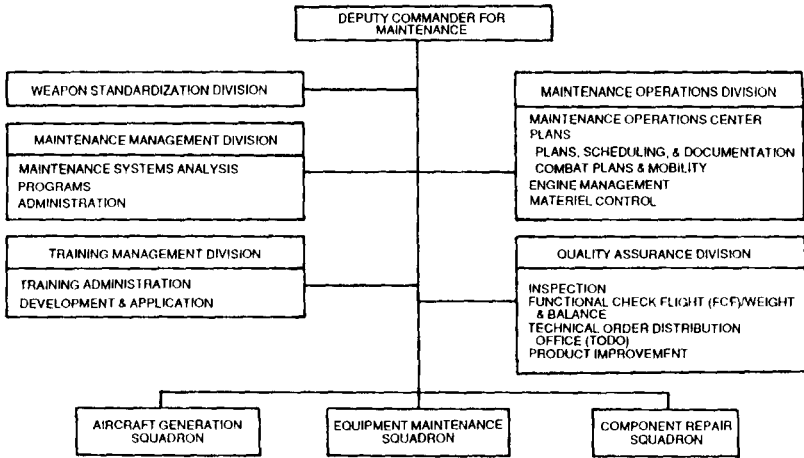 DEPUTY COMMANDER FOR
MAINTENANCE
WEAPON STANDARDIZATION DIVISION
MAINTENANCE MANAGEMENT DIVISION
MAINTENANCE SYSTEMS ANALYSIS
PROGRAMS
ADMINISTRATION
TRAINING MANAGEMENT DIVISION
TRAINING ADMINISTRATION
DEVELOPMENT & APPLICATION
MAINTENANCE OPERATIONS DIVISION
MAINTENANCE OPERATIONS CENTER
PLANS
PLANS, SCHEDULING, & DOCUMENTATION
COMBAT PLANS & MOBILITY
ENGINE MANAGEMENT
MATERIEL CONTROL
QUALITY ASSURANCE DIVISION
INSPECTION
FUNCTIONAL CHECK FLIGHT (FCF)/WEIGHT
& BALANCE
TECHNICAL ORDER DISTRIBUTION
OFFICE (TODO)
PRODUCT IMPROVEMENT
AIRCRAFT GENERATION
SQUADRON
EQUIPMENT MAINTENANCE
SQUADRON
COMPONENT REPAIR
SQUADRON